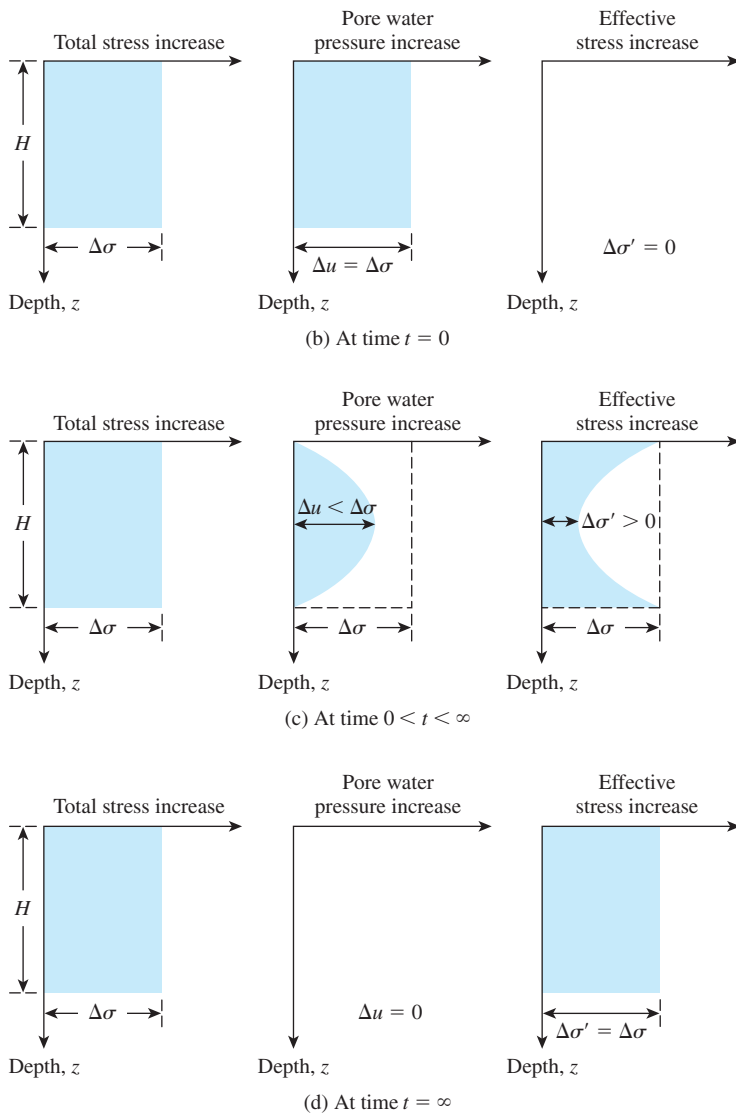 Total stress increase
Pore water
pressure increase
Effective
stress increase
H
Δσ
Δu = Δσ
Δσ′ = 0
Depth, z
Depth, z
Depth, z
(b) At time t = 0
Total stress increase
Pore water
pressure increase
Effective
stress increase
H
Δu < Δσ
Δσ′ > 0
Δσ
Δσ
Δσ
Depth, z
Depth, z
Depth, z
(c) At time 0 < t < ∞
Total stress increase
Pore water
pressure increase
Effective
stress increase
H
Δσ
Δu = 0
Δσ′ = Δσ
Depth, z
Depth, z
Depth, z
(d) At time t = ∞